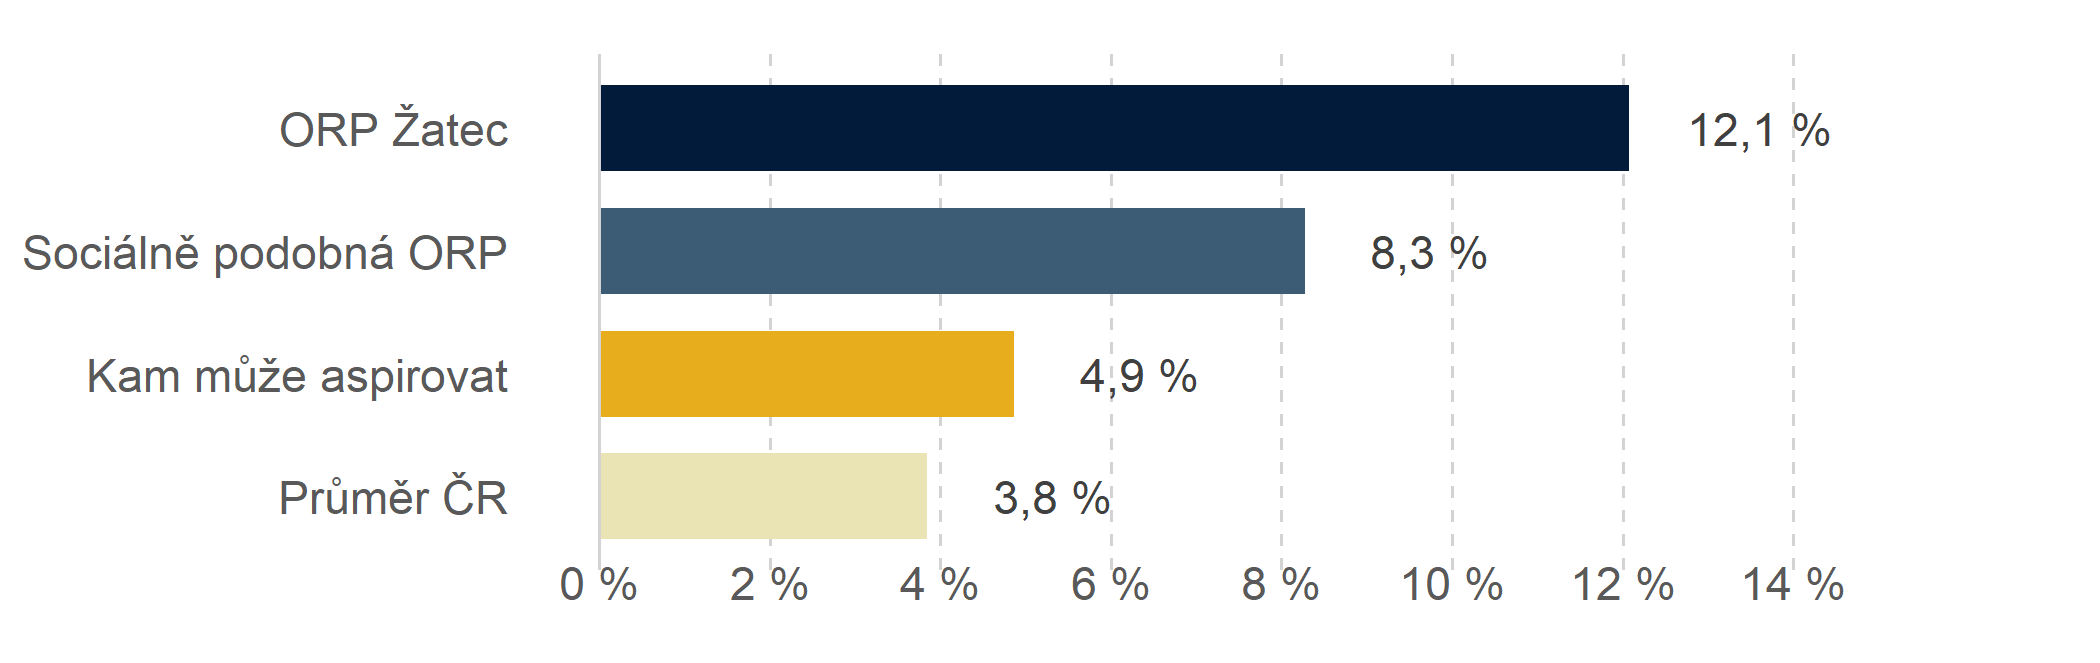 ORP Žatec 12,1 %
Sociálně podobná ORP 8,3 %
Kam může aspirovat 4,9 %
Průměr ČR 3,8 %
0 % 2 % 4 % 6 % 8 % 10 % 12 % 14 %